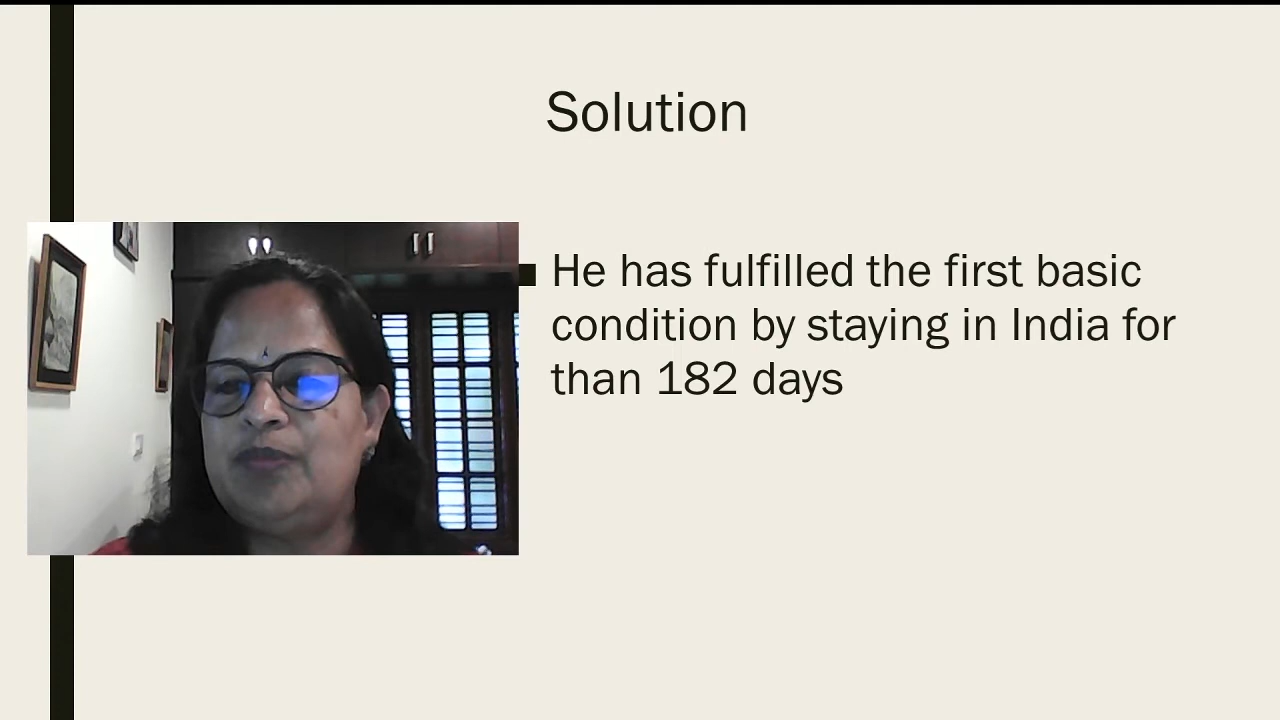 Solution
He has fulfilled the first basic
condition by staying in India for
than 182 days